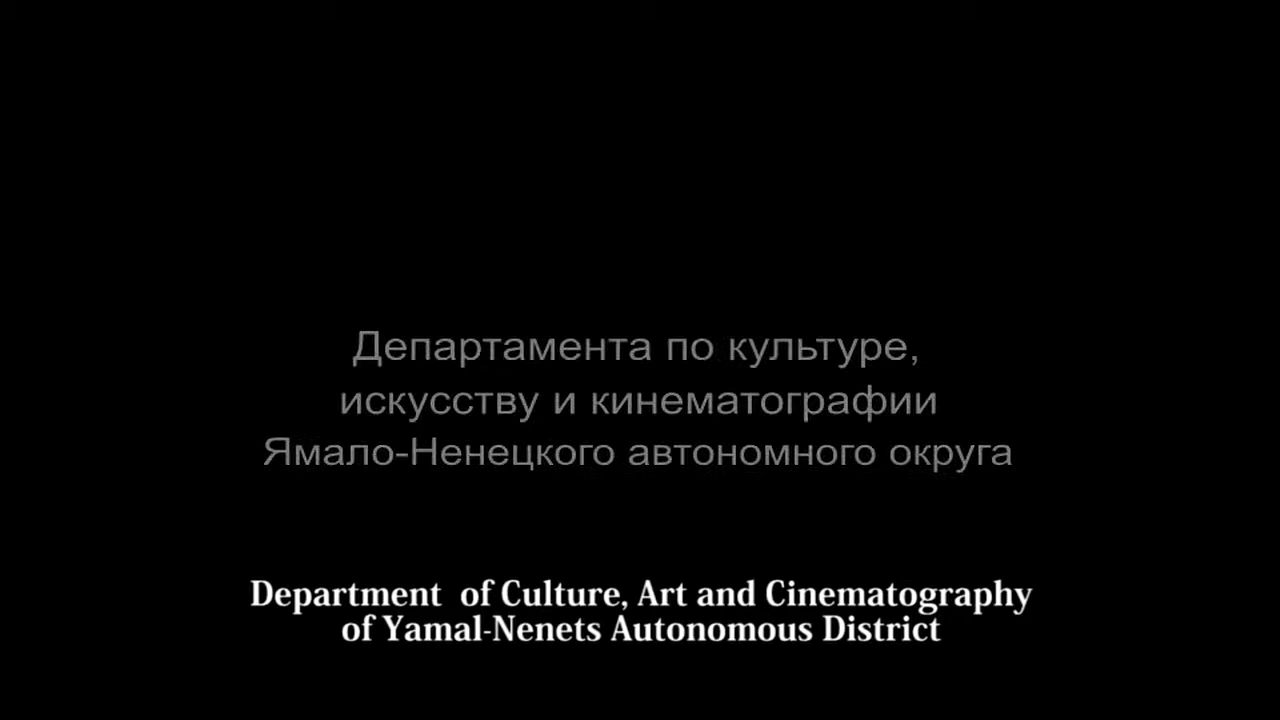 Департамента по культуре,
искусству и кинематографии
Ямало-Ненецкого автономного округа
Department of Culture, Art and Cinematography
of Yamal-Nenets Autonomous District